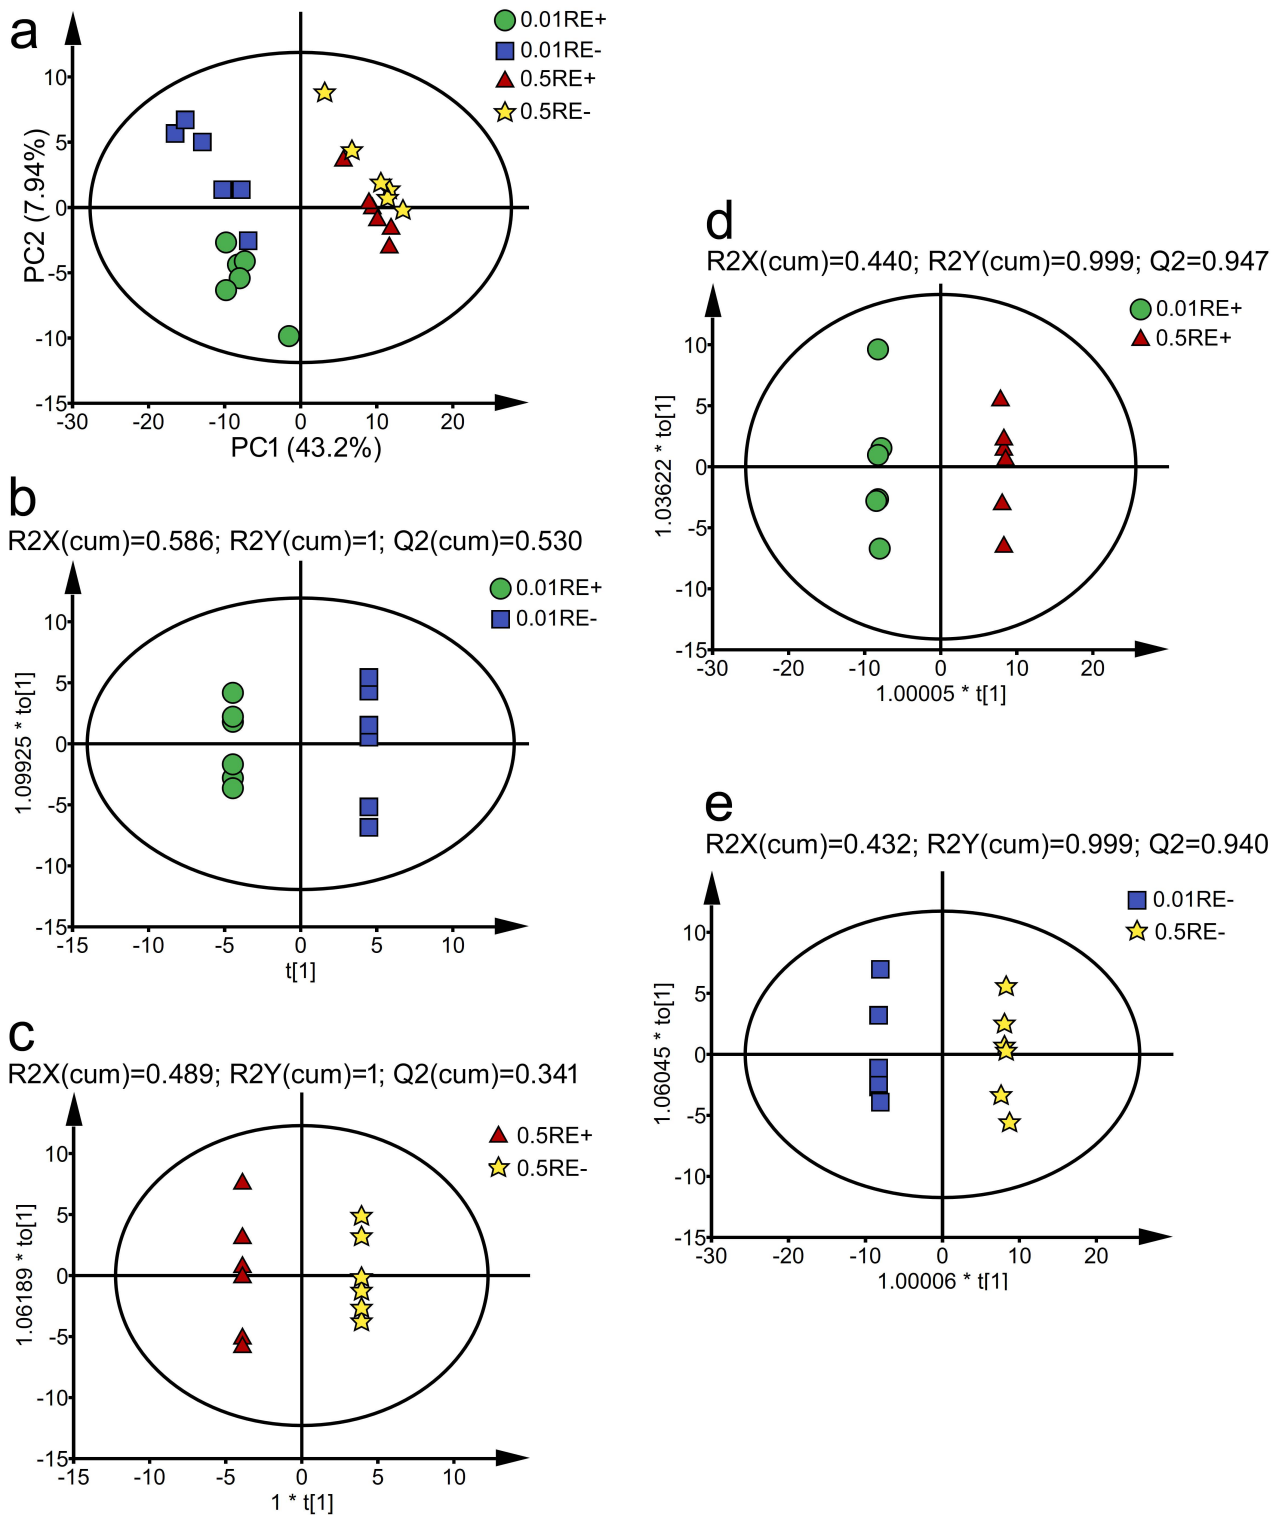 a
0.01RE+
0.01RE-
0.5RE+
0.5RE-
10
5
0
-5
-10
-15
PC2 (7.94%)
-30 -20 -10 0 10 20
PC1 (43.2%)
b
R2X(cum)=0.586; R2Y(cum)=1; Q2(cum)=0.530
0.01RE+
0.01RE-
10
5
0
-5
-10
-15
1.09925 * to[1]
-15 -10 -5 0 5 10
t[1]
c
R2X(cum)=0.489; R2Y(cum)=1; Q2(cum)=0.341
0.5RE+
0.5RE-
10
5
0
-5
-10
-15
1.06189 * to[1]
-15 -10 -5 0 5 10
1 * t[1]
d
R2X(cum)=0.440; R2Y(cum)=0.999; Q2=0.947
0.01RE+
0.5RE+
10
5
0
-5
-10
-15
1.03622 * to[1]
-30 -20 -10 0 10 20
1.00005 * t[1]
e
R2X(cum)=0.432; R2Y(cum)=0.999; Q2=0.940
0.01RE-
0.5RE-
10
5
0
-5
-10
-15
1.06045 * to[1]
-30 -20 -10 0 10 20
1.00006 * t[1]